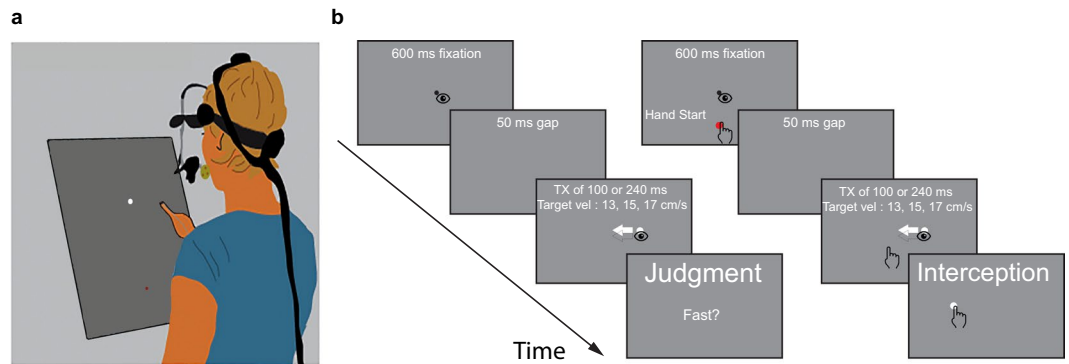 a
b
600 ms fixation
50 ms gap
TX of 100 or 240 ms
Target vel : 13, 15, 17 cm/s
Judgment
Fast?
600 ms fixation
Hand Start
50 ms gap
TX of 100 or 240 ms
Target vel : 13, 15, 17 cm/s
Interception
Time